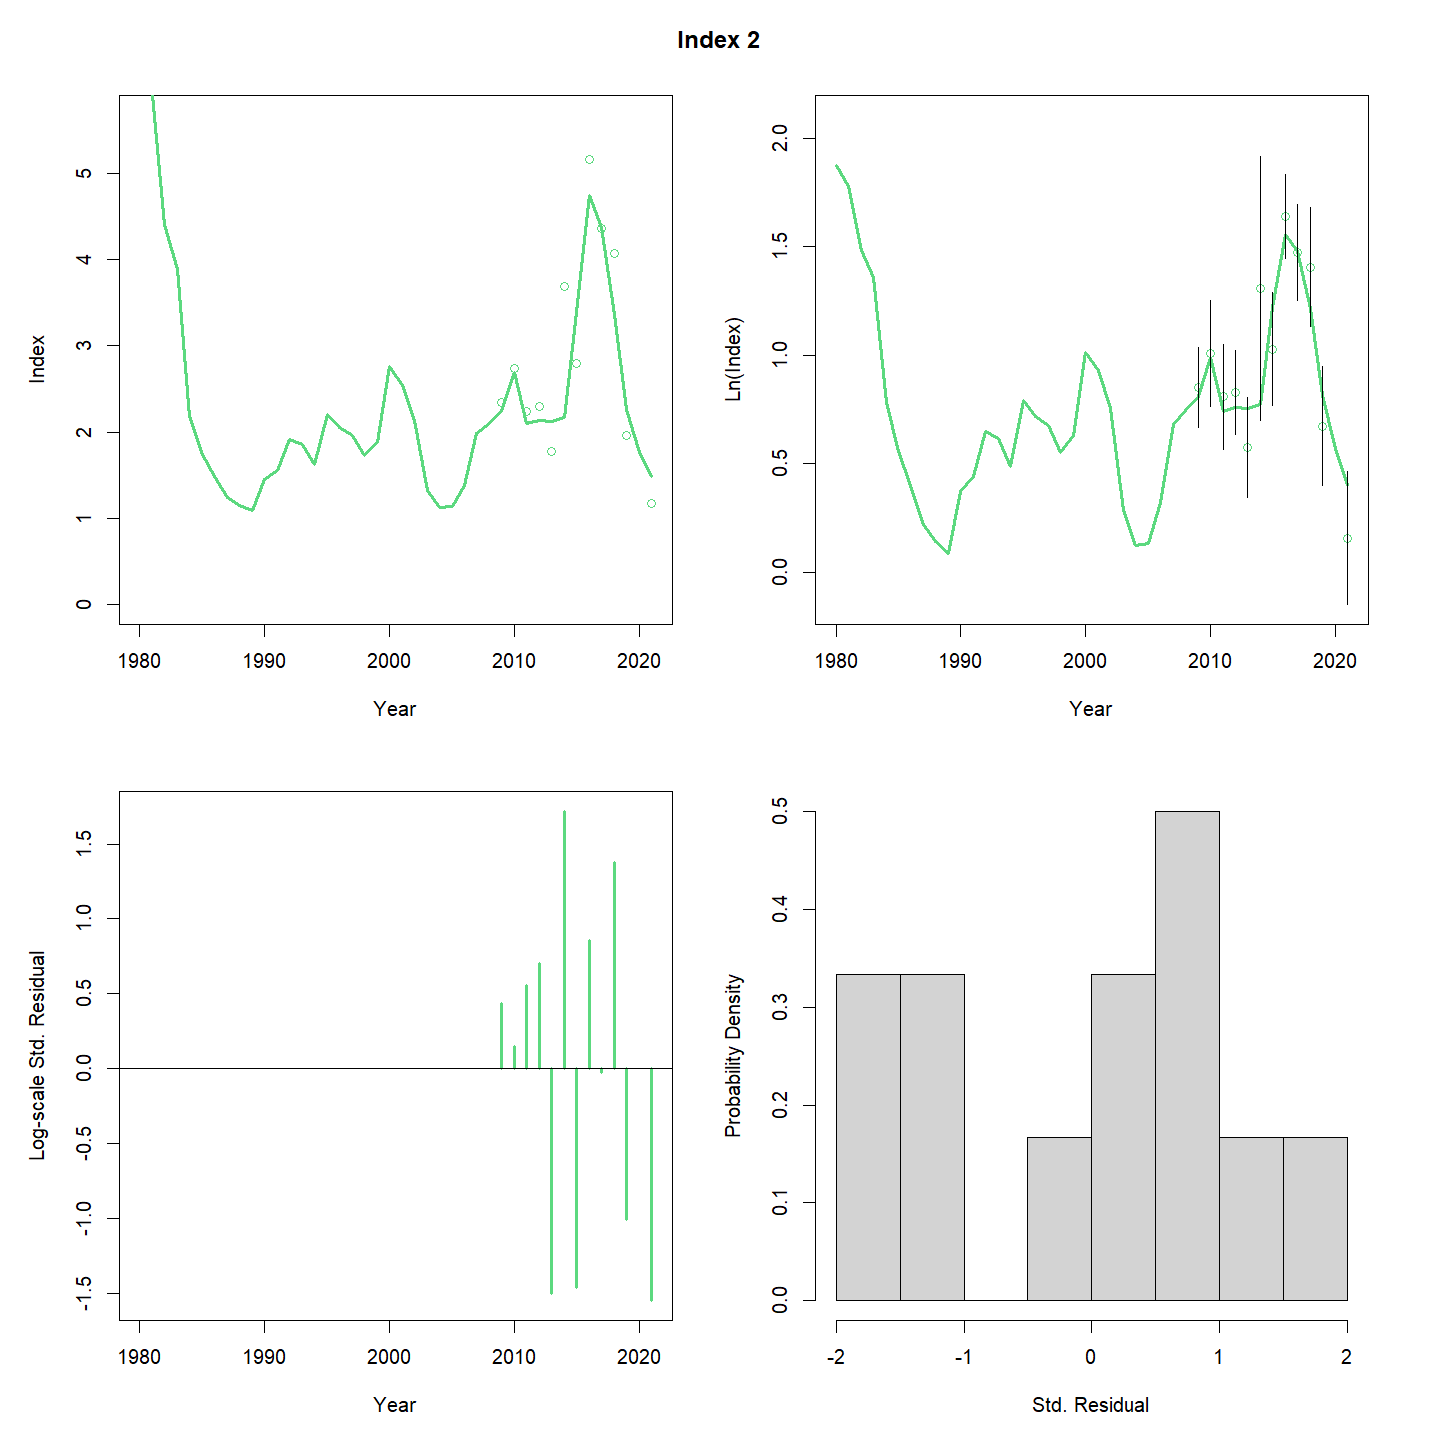 Index 2
Index
0 1 2 3 4 5
1980 1990 2000 2010 2020
Year
Ln(Index)
0.0 0.5 1.0 1.5 2.0
1980 1990 2000 2010 2020
Year
Log-scale Std. Residual
-1.5 -1.0 -0.5 0.0 0.5 1.0 1.5
1980 1990 2000 2010 2020
Year
Probability Density
0.0 0.1 0.2 0.3 0.4 0.5
-2 -1 0 1 2
Std. Residual